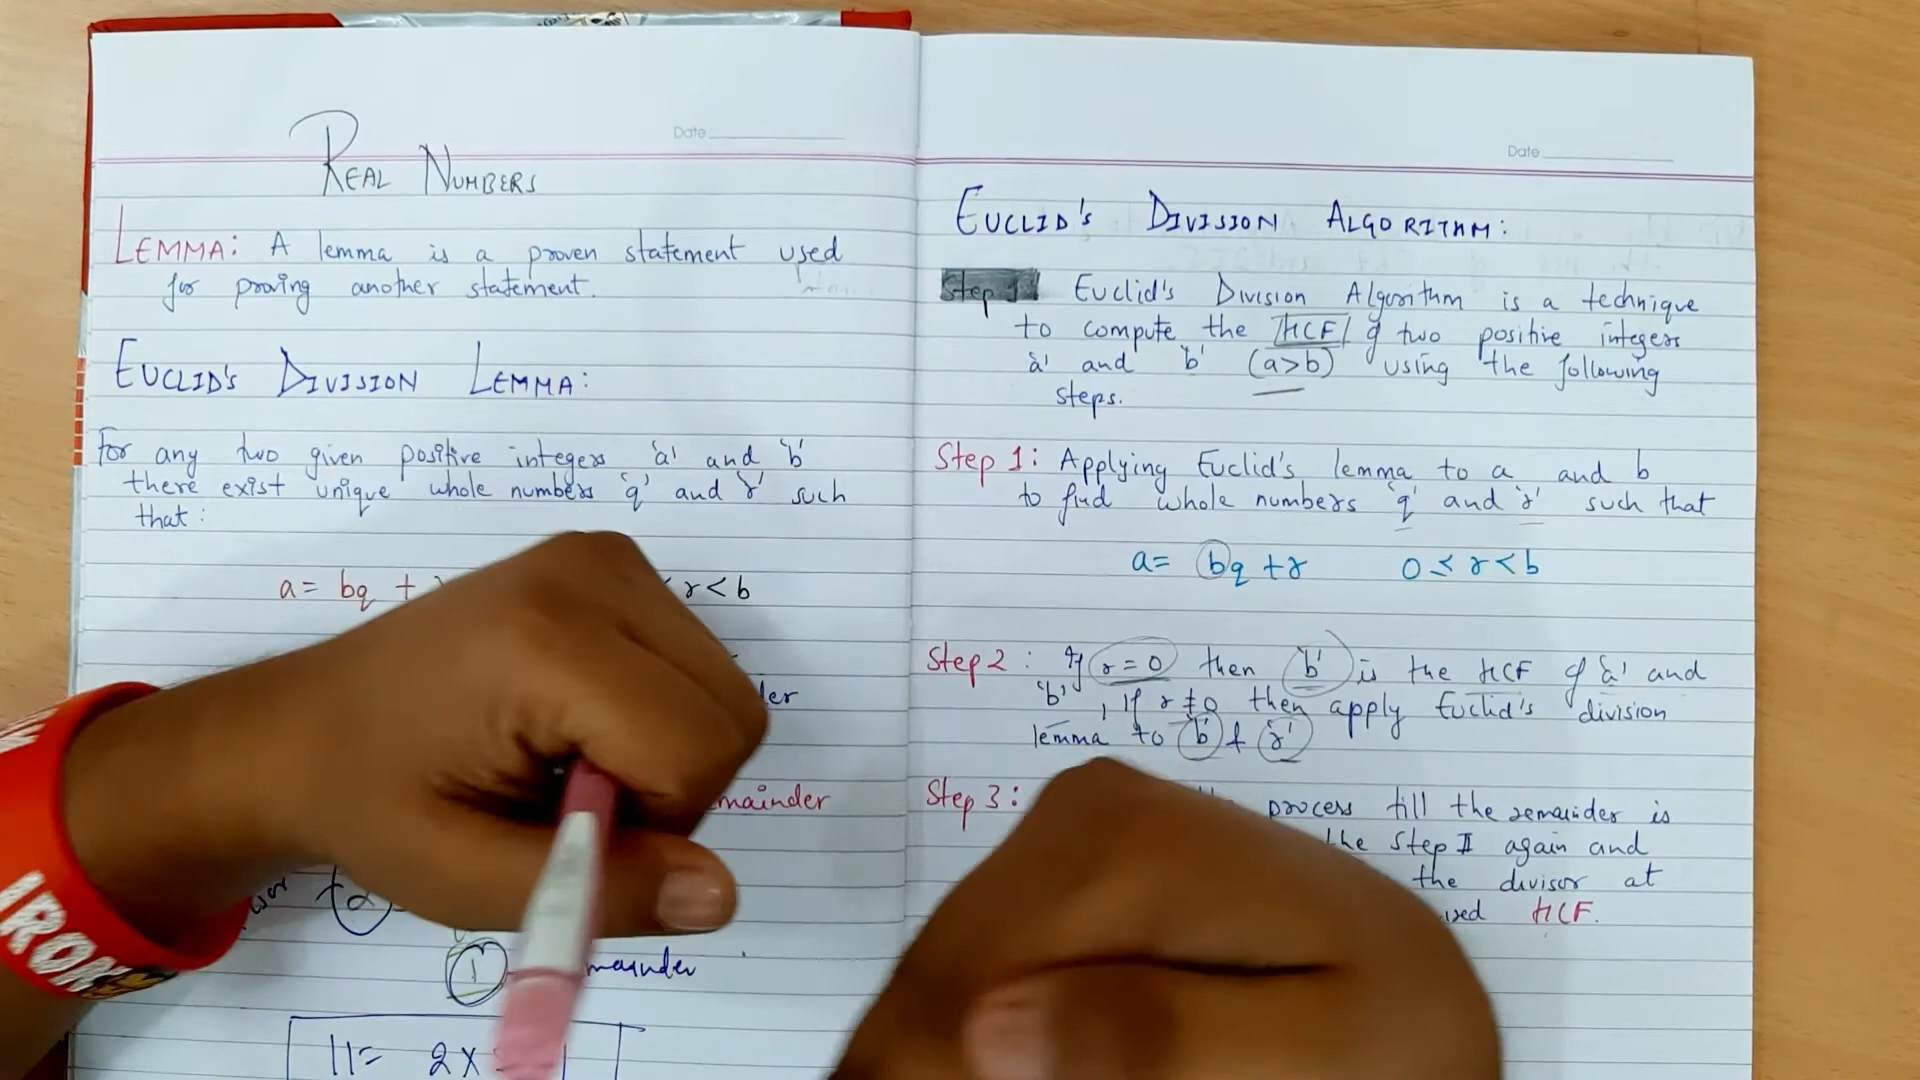 Date
REAL NUMBERS
LEMMA: A lemma is a proven statement used
for proving another statement.
EUCLID's DIVISION LEMMA:
For any two given positive integers 'a' and 'b'
there exist unique whole numbers 'q' and 'r' such
that:
a = bq + r < b
mainder
1 mainder
11 = 2 x
Date
EUCLID's DIVISION ALGORITHM:
Step 1 Euclid's Division Algorithm is a technique
to compute the HCF of two positive integers
'a' and 'b' (a>b) using the following
steps.
Step 1: Applying Euclid's lemma to a and b
to find whole numbers 'q' and 'r' such that
a = bq + r 0 ≤ r < b
Step 2: If r = 0 then 'b' is the HCF of 'a' and
'b', If r ≠ 0 then apply Euclid's division
lemma to 'b' & 'r'
Step 3: process till the remainder is
the Step II again and
the divisor at
HCF.
IRON